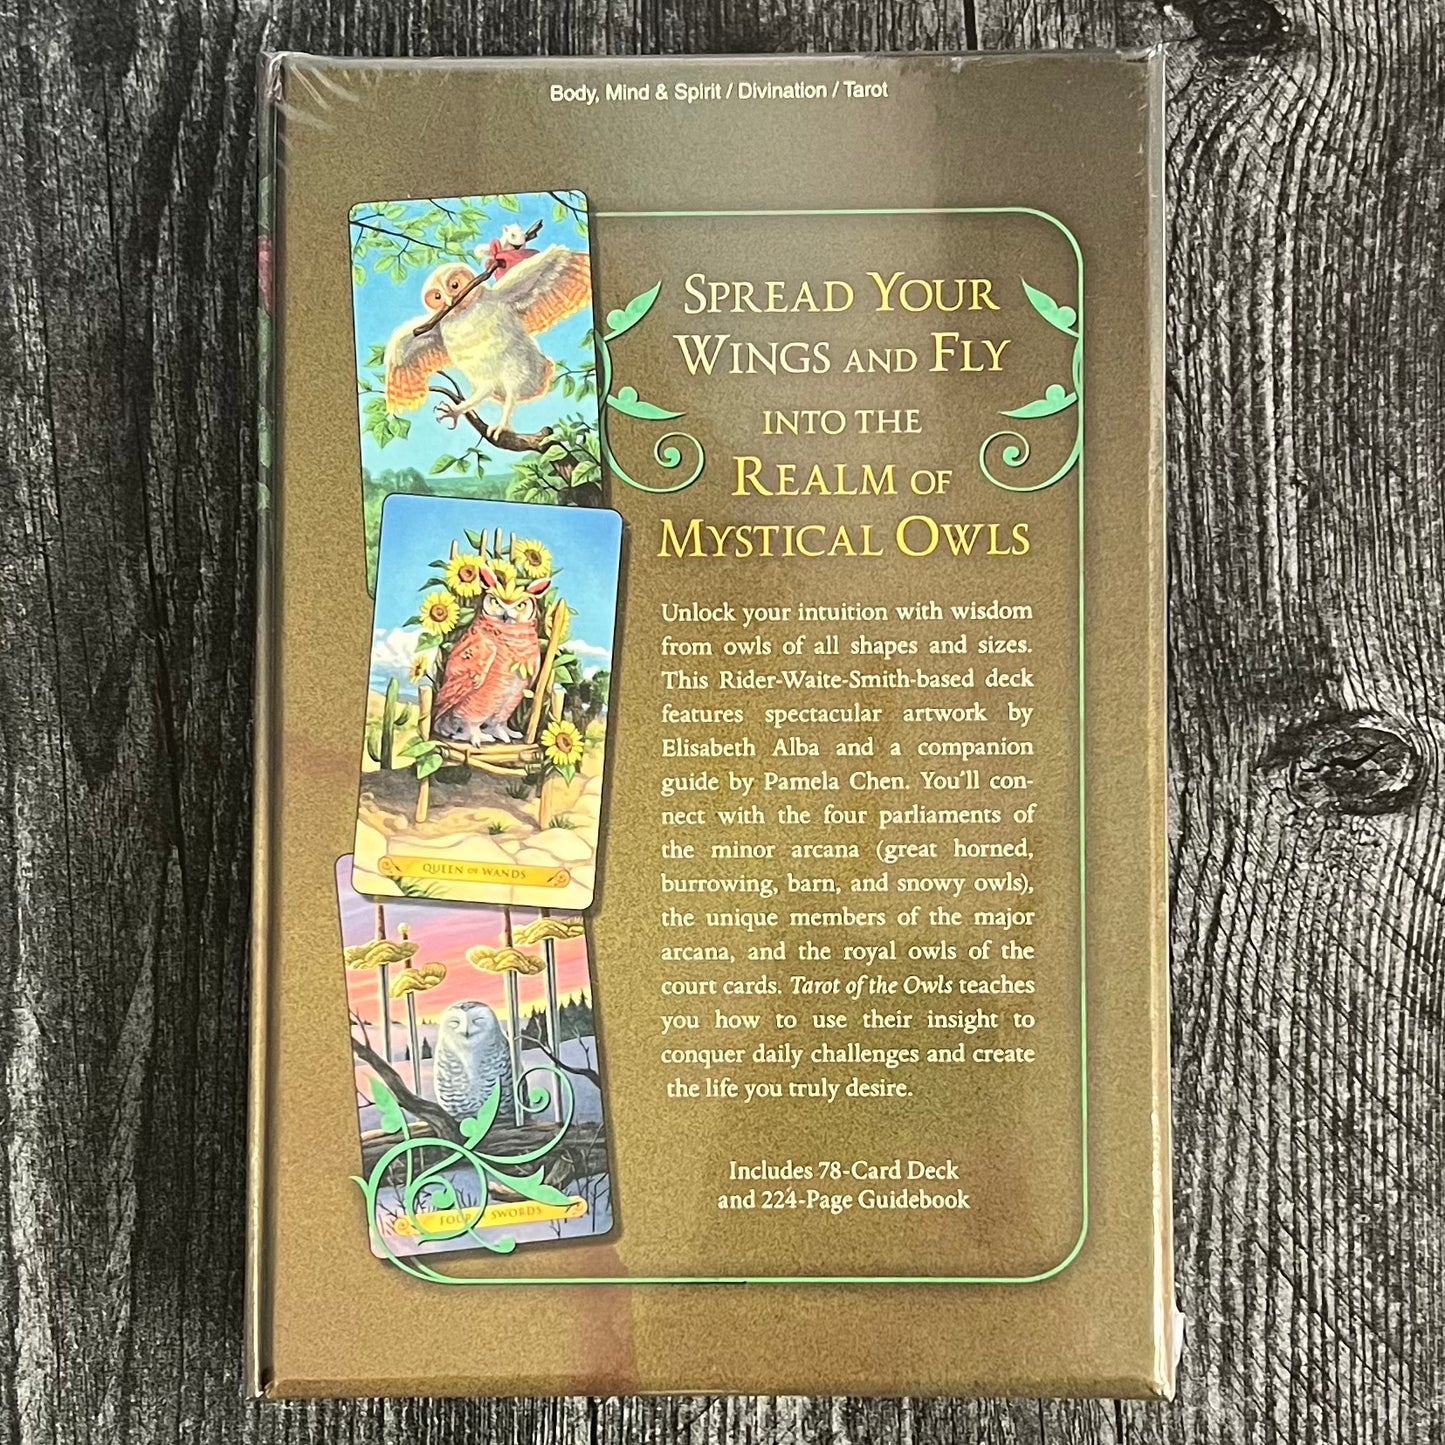 Body, Mind & Spirit / Divination / Tarot
SPREAD YOUR
WINGS AND FLY
INTO THE
REALM OF
MYSTICAL OWLS
Unlock your intuition with wisdom
from owls of all shapes and sizes.
This Rider-Waite-Smith-based deck
features spectacular artwork by
Elisabeth Alba and a companion
guide by Pamela Chen. You'll con-
nect with the four parliaments of
the minor arcana (great horned,
burrowing, barn, and snowy owls),
the unique members of the major
arcana, and the royal owls of the
court cards. Tarot of the Owls teaches
you how to use their insight to
conquer daily challenges and create
the life you truly desire.
Includes 78-Card Deck
and 224-Page Guidebook
QUEEN OF WANDS
FOUR SWORDS